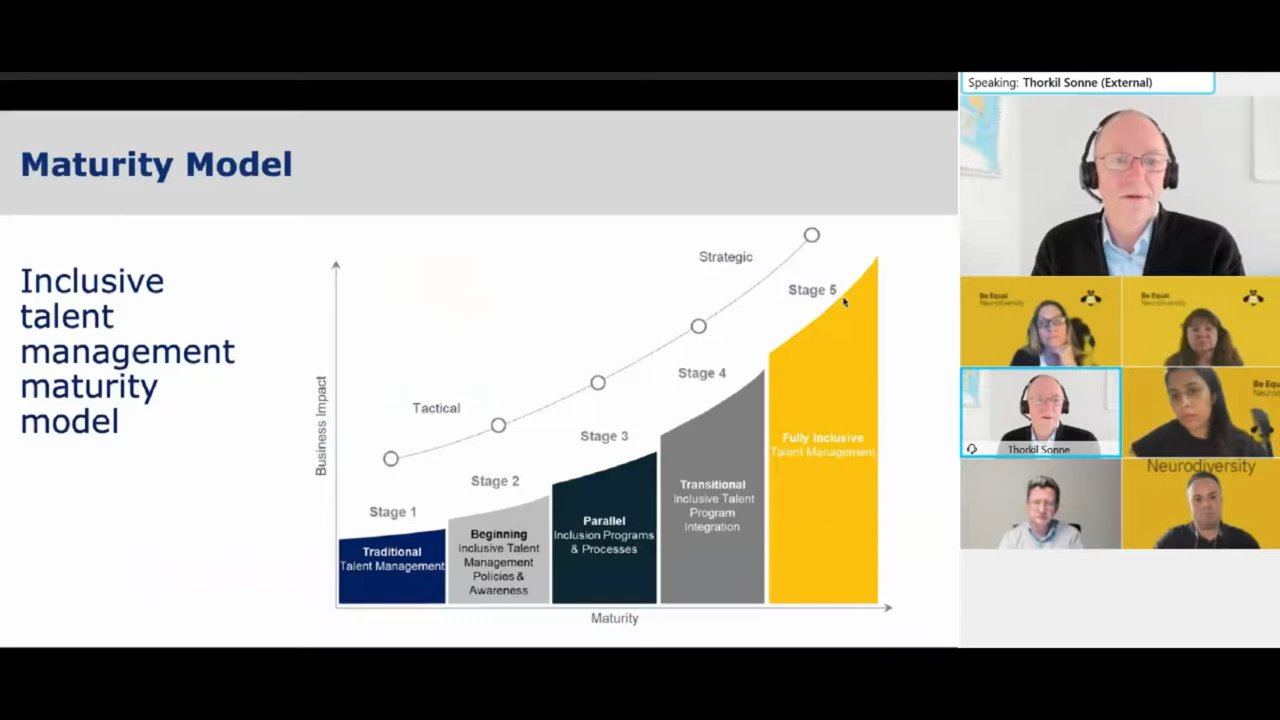 Speaking: Thorkil Sonne (External)
Maturity Model
Inclusive
talent
management
maturity
model
Business Impact
Maturity
Tactical
Strategic
Stage 1
Traditional
Talent Management
Stage 2
Beginning
Inclusive Talent
Management
Policies &
Awareness
Stage 3
Parallel
Inclusion Programs
& Processes
Stage 4
Transitional
Inclusive Talent
Program
Integration
Stage 5
Fully Inclusive
Talent Management
Be Equal
Neurodiversity
Be Equal
Neurodiversity
Thorkil Sonne
Be Equ
Neurodive
Neurodiversity